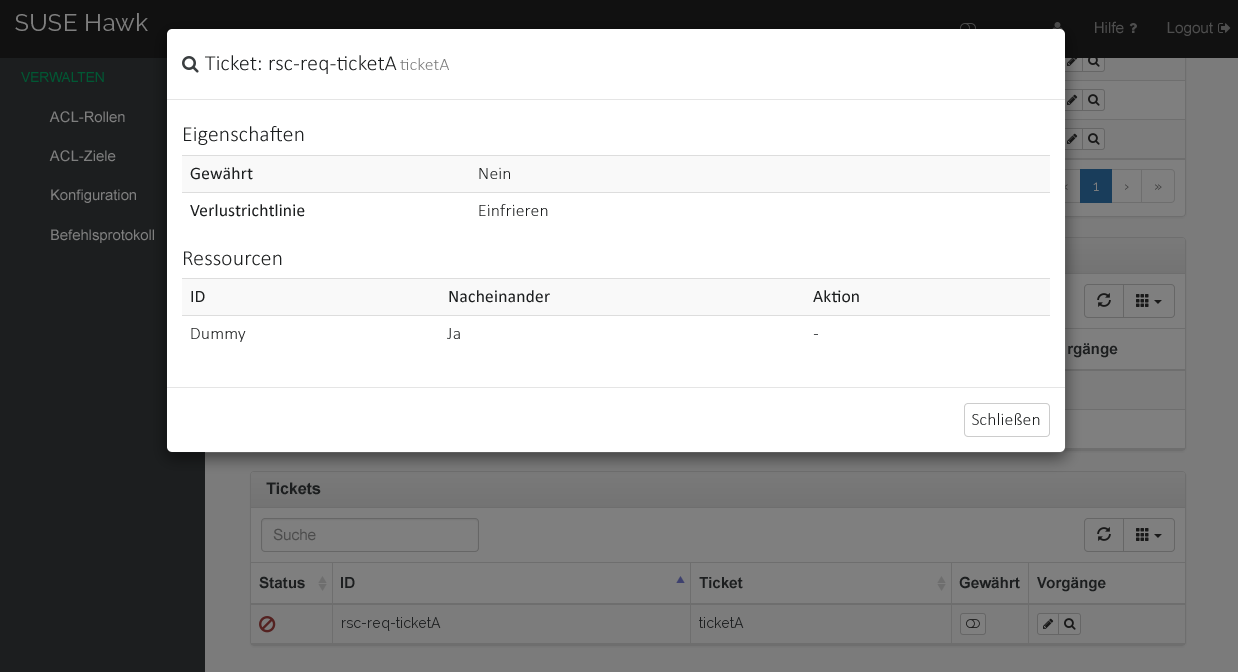 SUSE Hawk
Hilfe ?
Logout
VERWALTEN
ACL-Rollen
ACL-Ziele
Konfiguration
Befehlsprotokoll
Ticket: rsc-req-ticketA ticketA
Eigenschaften
Gewährt Nein
Verlustrichtlinie Einfrieren
Ressourcen
ID Nacheinander Aktion
Dummy Ja -
Schließen
1 › »
rgänge
Tickets
Suche
Status ID Ticket Gewährt Vorgänge
rsc-req-ticketA ticketA